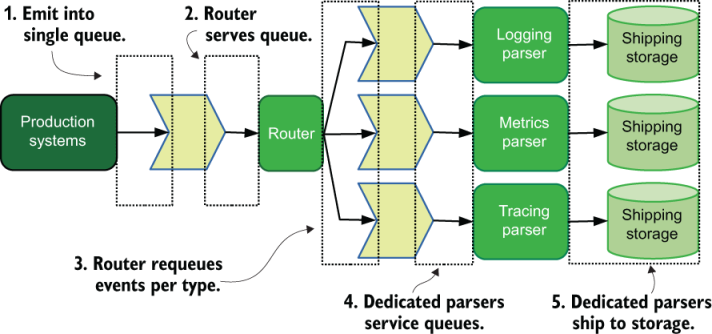 1. Emit into
single queue.
2. Router
serves queue.
Production
systems
Router
Logging
parser
Shipping
storage
Metrics
parser
Shipping
storage
Tracing
parser
Shipping
storage
3. Router requeues
events per type.
4. Dedicated parsers
service queues.
5. Dedicated parsers
ship to storage.